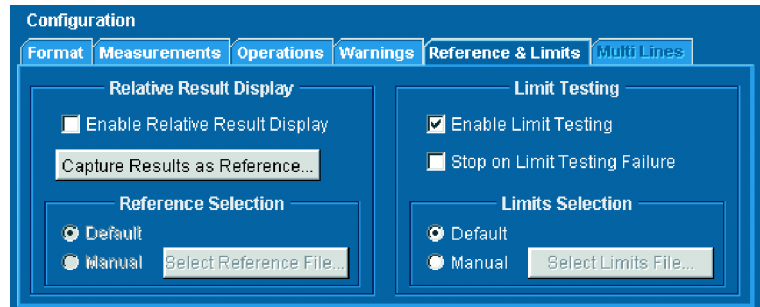 Configuration
Format Measurements Operations Warnings Reference & Limits Multi Lines
Relative Result Display
Enable Relative Result Display
Capture Results as Reference...
Reference Selection
Default
Manual Select Reference File...
Limit Testing
Enable Limit Testing
Stop on Limit Testing Failure
Limits Selection
Default
Manual Select Limits File...